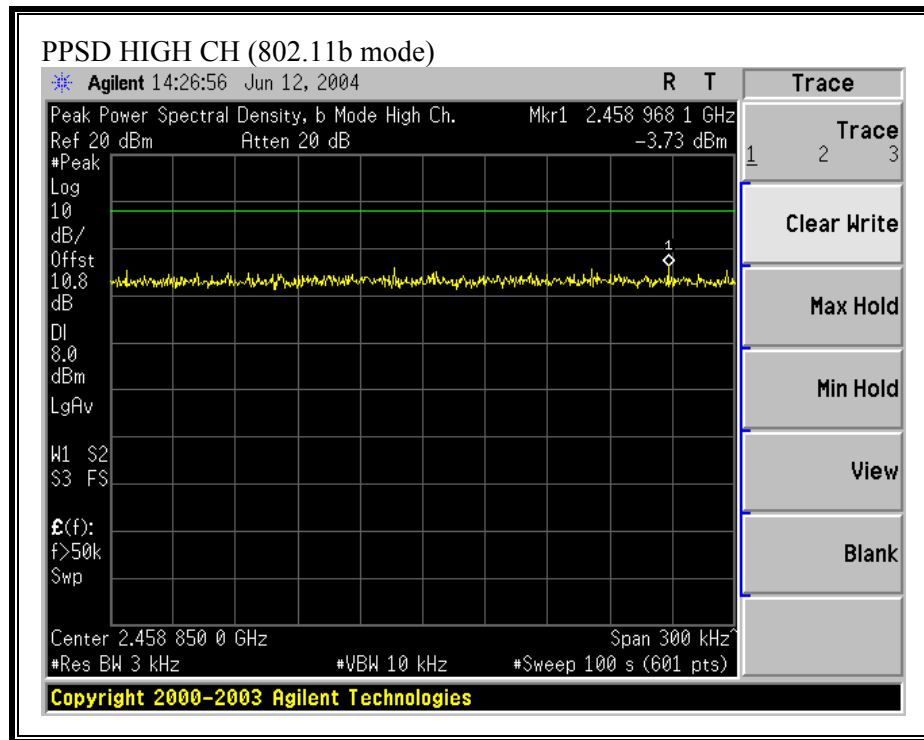 PPSD HIGH CH (802.11b mode)
Agilent 14:26:56 Jun 12, 2004 R T
Trace
Peak Power Spectral Density, b Mode High Ch. Mkr1 2.458 968 1 GHz
Ref 20 dBm Atten 20 dB -3.73 dBm
#Peak
Log
10
dB/
Offst
10.8
dB
DI
8.0
dBm
LgAv
W1 S2
S3 FS
£(f):
f>50k
Swp
1
Center 2.458 850 0 GHz Span 300 kHz^
#Res BW 3 kHz #VBW 10 kHz #Sweep 100 s (601 pts)
Copyright 2000-2003 Agilent Technologies
Trace
1 2 3
Clear Write
Max Hold
Min Hold
View
Blank